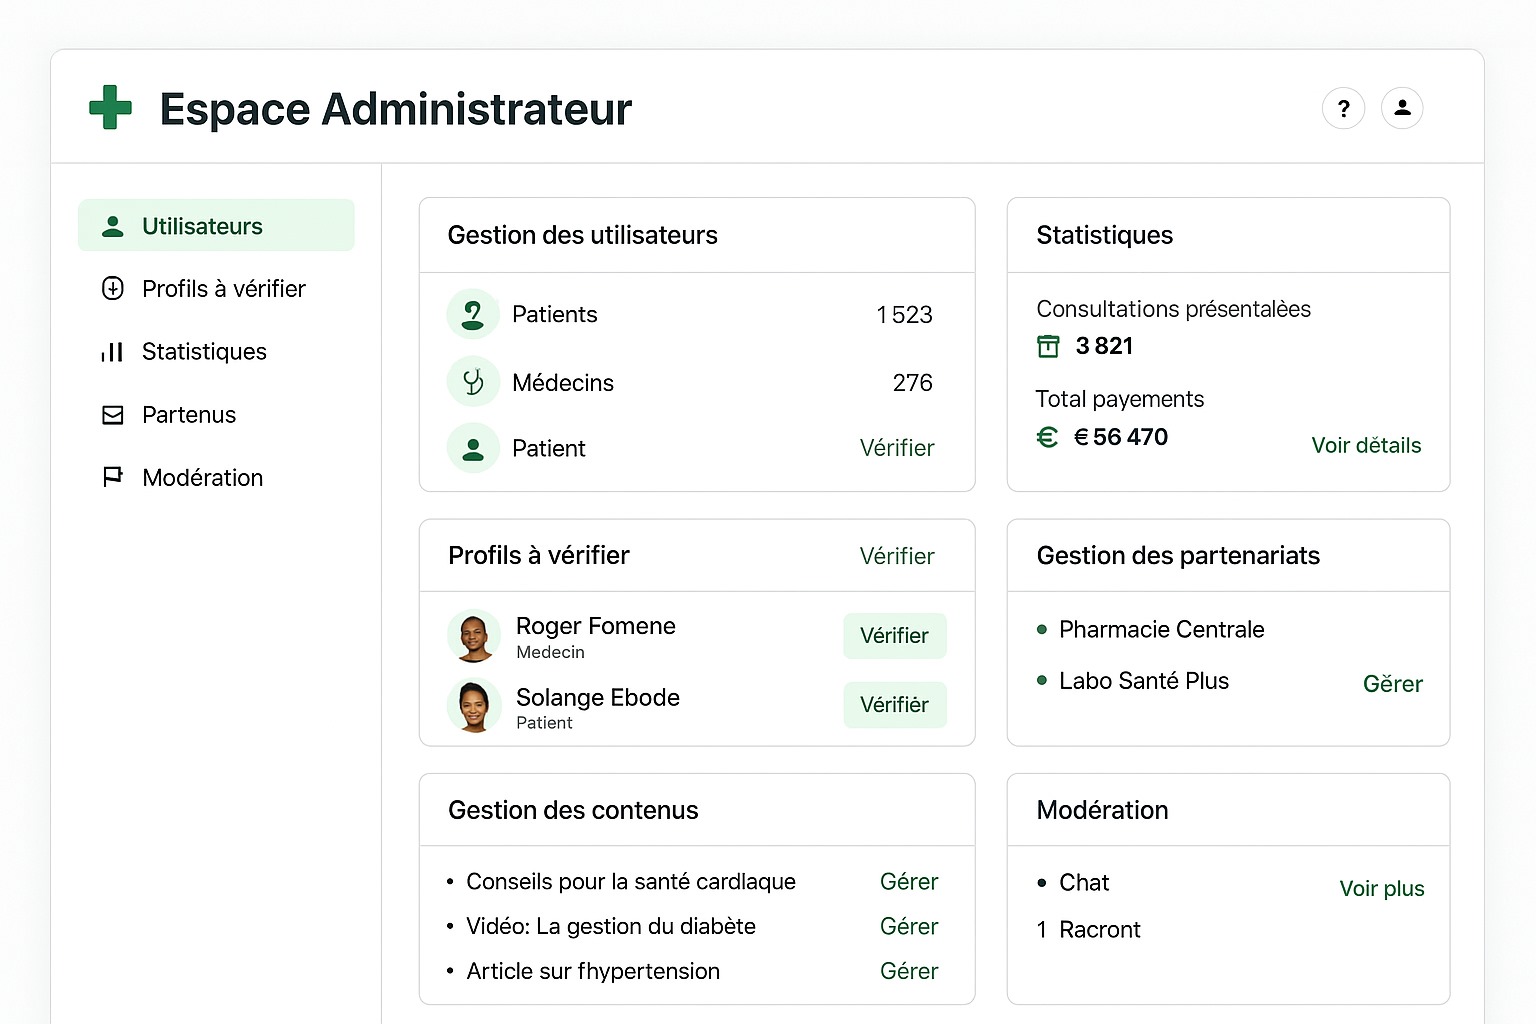 Espace Administrateur
?
Utilisateurs
Profils à vérifier
Statistiques
Partenus
Modération
Gestion des utilisateurs
Patients 1 523
Médecins 276
Patient Vérifier
Statistiques
Consultations présentalèes
3 821
Total payements
€ € 56 470
Voir dĕtails
Profils à vérifier Vérifier
Roger Fomene
Medecin
Vérifier
Solange Ebode
Patient
Vérifiėr
Gestion des partenariats
• Pharmacie Centrale
• Labo Santé Plus
Gĕrer
Gestion des contenus
• Conseils pour la santé cardlaque Gérer
• Vidéo: La gestion du diabète Gérer
• Article sur fhypertension Gérer
Modération
• Chat
Voir plus
1 Racront